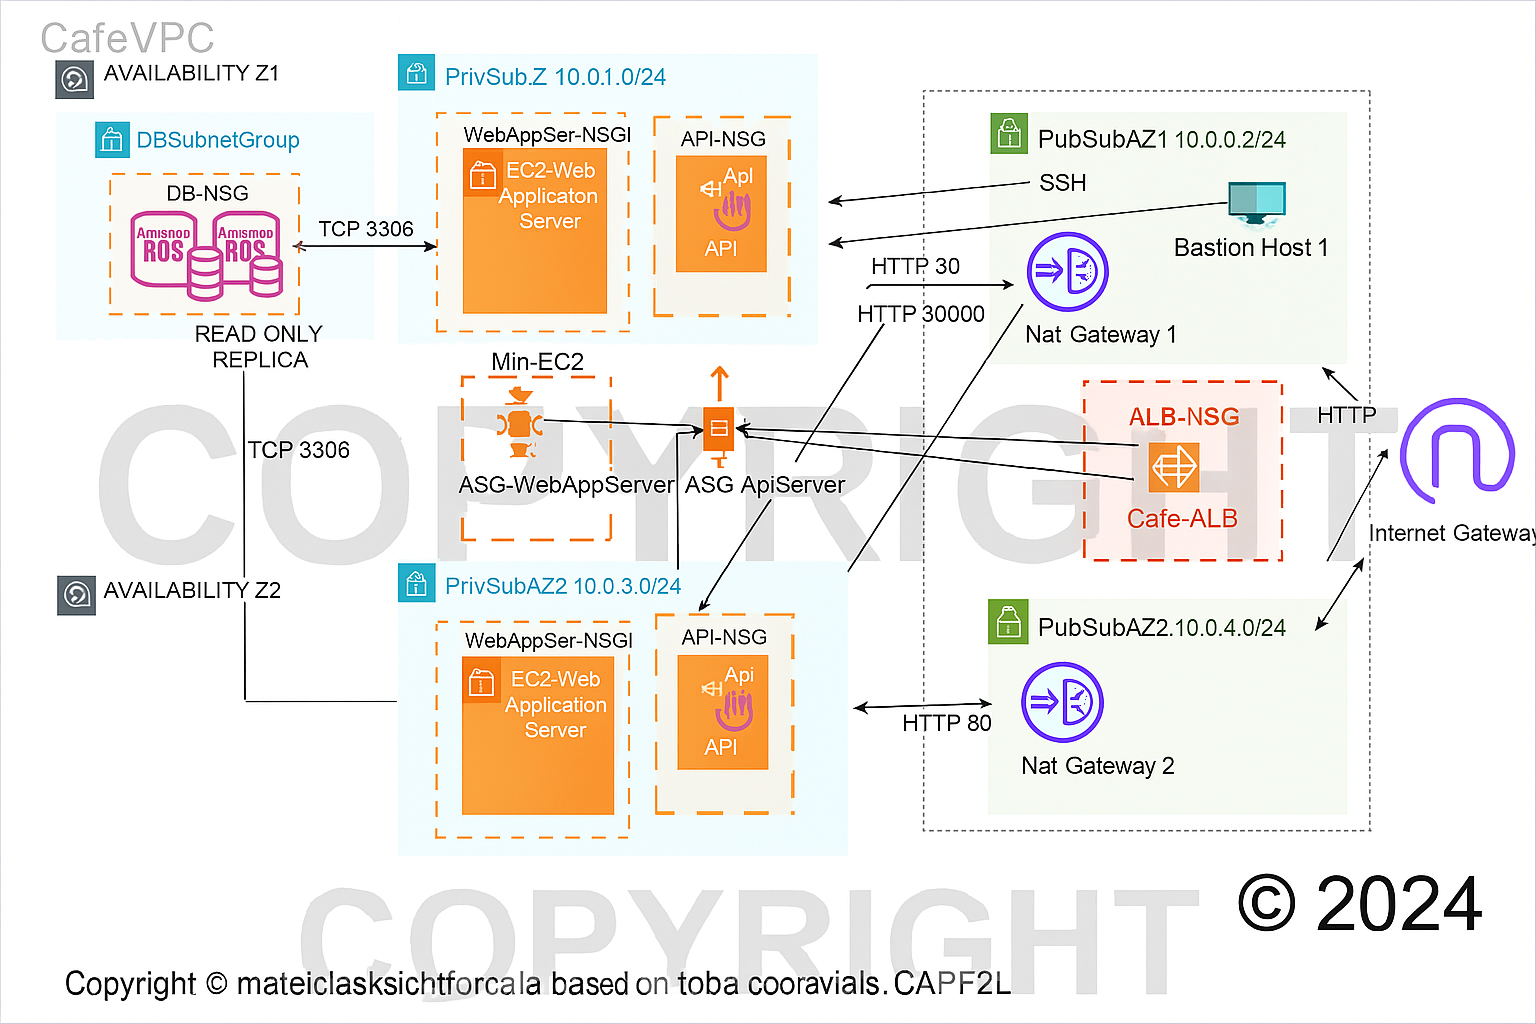 CafeVPC
AVAILABILITY Z1
PrivSub.Z 10.0.1.0/24
DBSubnetGroup
DB-NSG
Amismod
ROS
Amismod
ROS
TCP 3306
READ ONLY
REPLICA
WebAppSer-NSGI
EC2-Web
Applicaton
Server
API-NSG
ApI
API
PubSubAZ1 10.0.0.2/24
SSH
Bastion Host 1
HTTP 30
HTTP 30000
Nat Gateway 1
Min-EC2
ASG-WebAppServer
ASG ApiServer
ALB-NSG
Cafe-ALB
HTTP
Internet Gateway
TCP 3306
COPYRIGHT
AVAILABILITY Z2
PrivSubAZ2 10.0.3.0/24
WebAppSer-NSGI
EC2-Web
Application
Server
API-NSG
Api
API
PubSubAZ2.10.0.4.0/24
HTTP 80
Nat Gateway 2
COPYRIGHT
© 2024
Copyright © mateiclasksichtforcala based on toba cooravials. CAPF2L